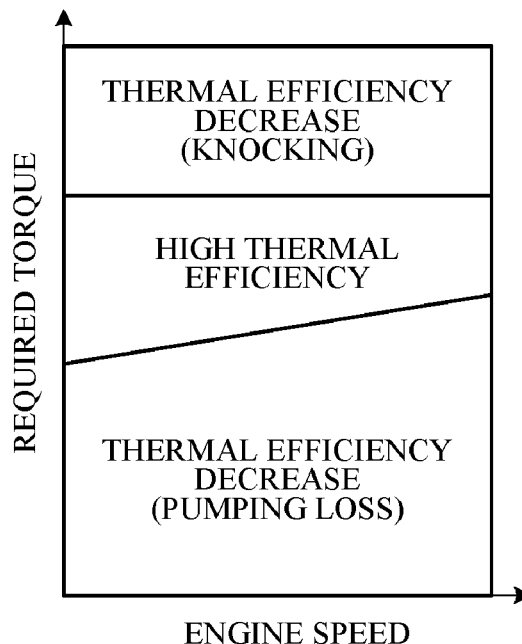 THERMAL EFFICIENCY
DECREASE
(KNOCKING)
HIGH THERMAL
EFFICIENCY
THERMAL EFFICIENCY
DECREASE
(PUMPING LOSS)
REQUIRED TORQUE
ENGINE SPEED